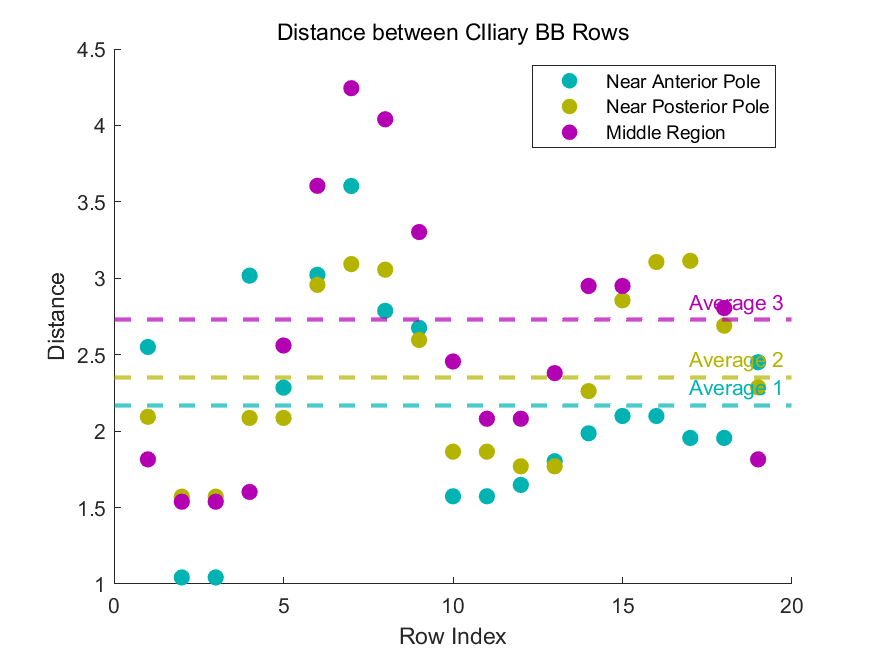 Distance between CIliary BB Rows
4.5
4
3.5
3
2.5
2
1.5
1
0
5
10
15
20
Distance
Row Index
Near Anterior Pole
Near Posterior Pole
Middle Region
Average 3
Average 2
Average 1